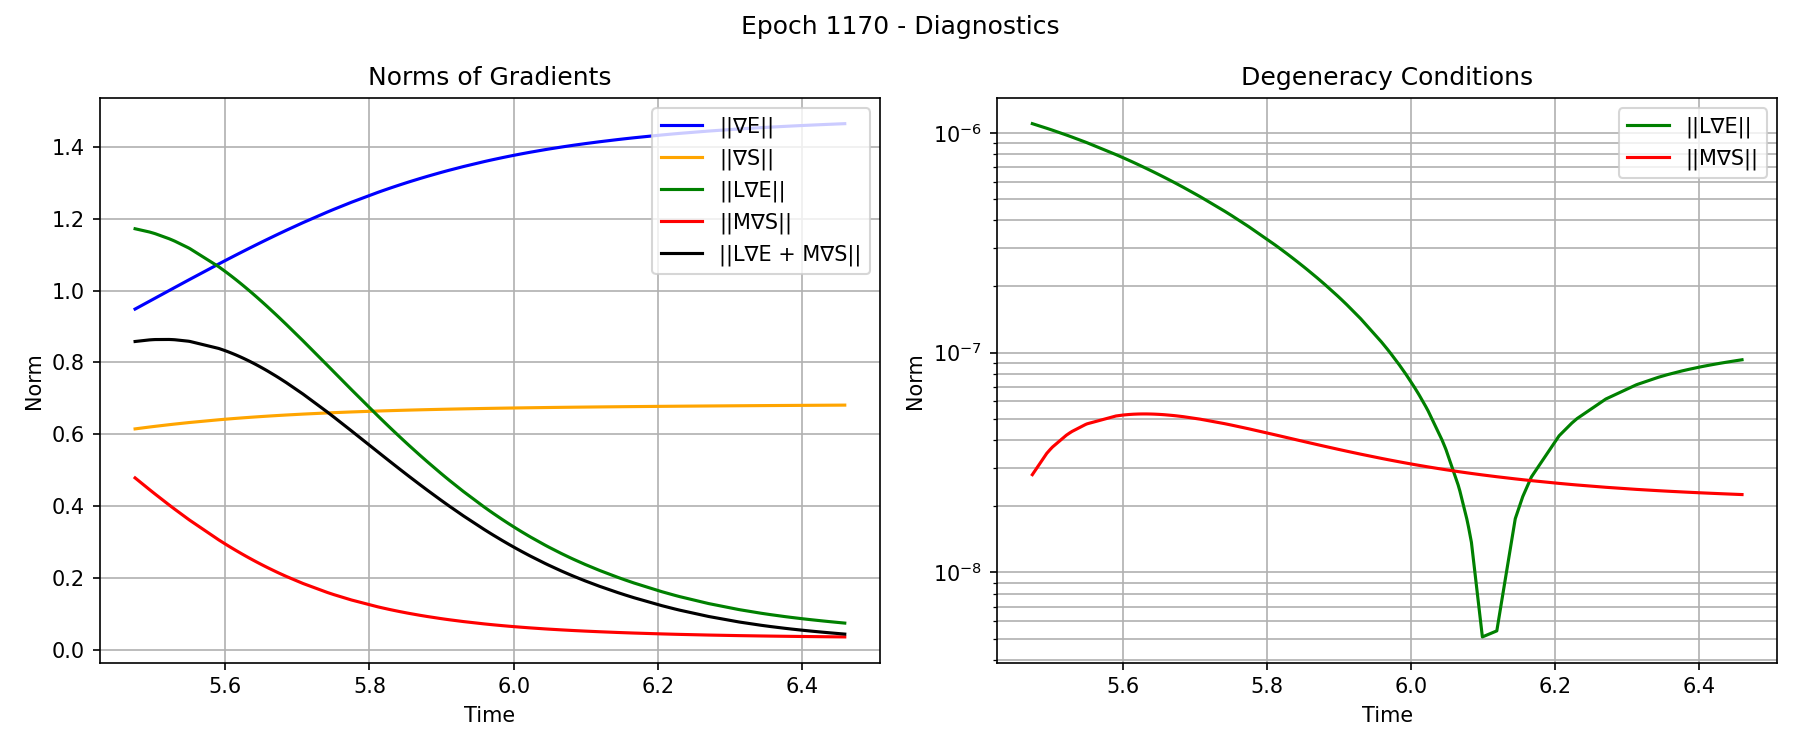 Epoch 1170 - Diagnostics
Norms of Gradients
Norm
1.4
1.2
1.0
0.8
0.6
0.4
0.2
0.0
5.6
5.8
6.0
6.2
6.4
Time
||∇E||
||∇S||
||L∇E||
||M∇S||
||L∇E + M∇S||
Degeneracy Conditions
Norm
10⁻⁶
10⁻⁷
10⁻⁸
5.6
5.8
6.0
6.2
6.4
Time
||L∇E||
||M∇S||